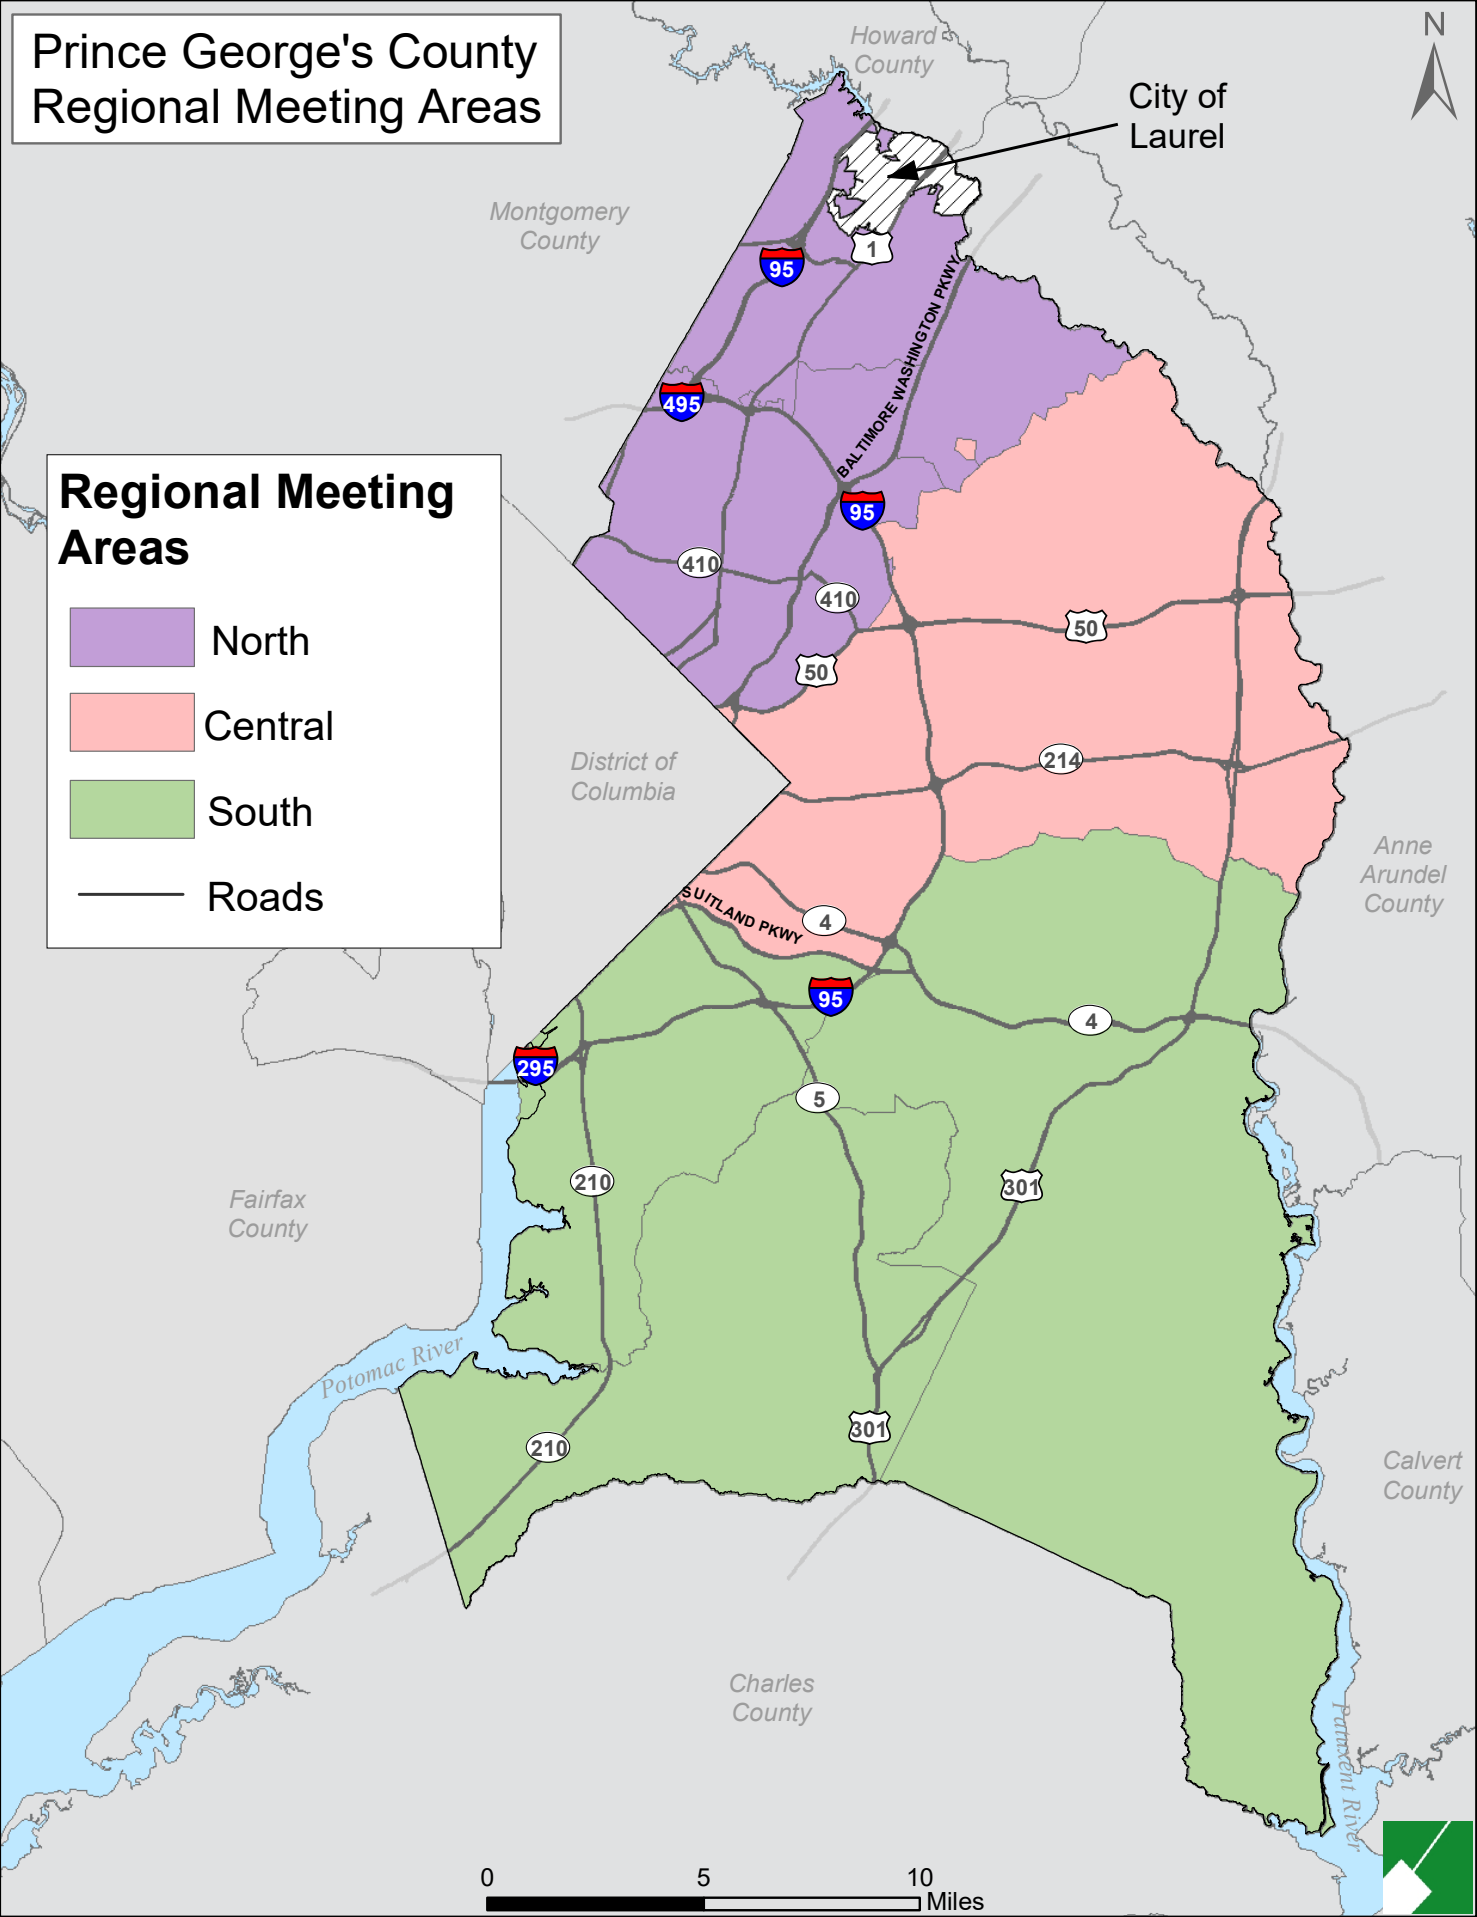 Prince George's County
Regional Meeting Areas
N
Howard
County
City of
Laurel
Montgomery
County
1
95
BALTIMORE WASHINGTON PKWY
495
95
Regional Meeting
Areas
North
Central
South
Roads
410
410
50
50
District of
Columbia
214
Anne
Arundel
County
SUITLAND PKWY
4
95
4
295
5
210
301
Fairfax
County
Potomac River
301
210
Calvert
County
Charles
County
Patuxent River
0
5
10
Miles